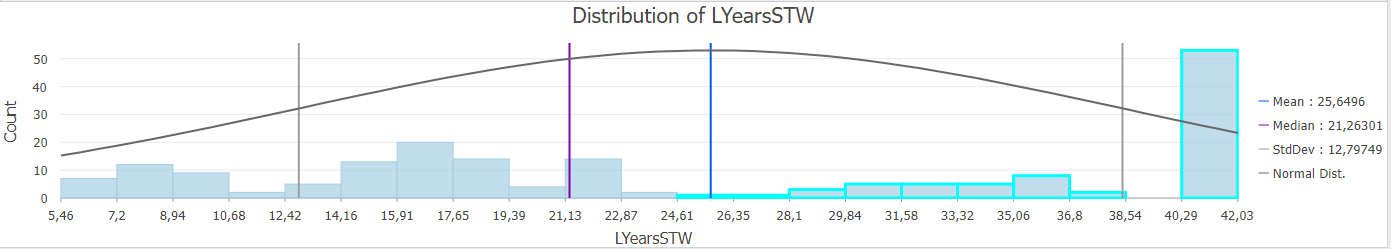 Distribution of LYearsSTW
Count
50
40
30
20
10
0
5,46 7,2 8,94 10,68 12,42 14,16 15,91 17,65 19,39 21,13 22,87 24,61 26,35 28,1 29,84 31,58 33,32 35,06 36,8 38,54 40,29 42,03
LYearsSTW
Mean : 25,6496
Median : 21,26301
StdDev : 12,79749
Normal Dist.